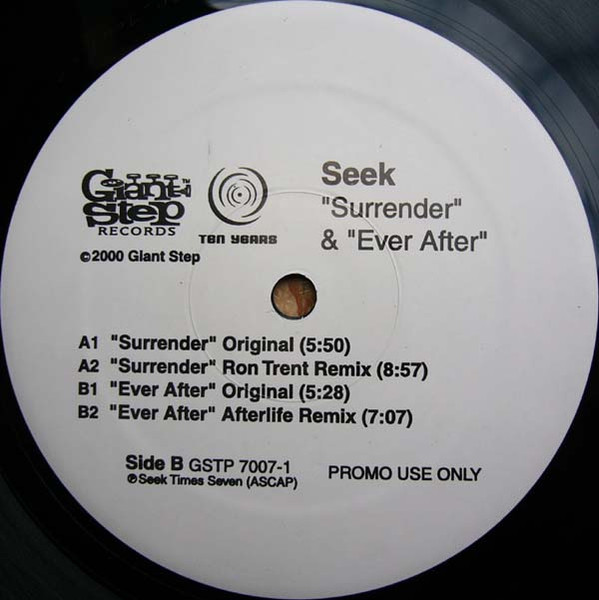 Giant
Step™
RECORDS
TEN YEARS
©2000 Giant Step
Seek
"Surrender"
& "Ever After"
A1 "Surrender" Original (5:50)
A2 "Surrender" Ron Trent Remix (8:57)
B1 "Ever After" Original (5:28)
B2 "Ever After" Afterlife Remix (7:07)
Side B GSTP 7007-1
℗Seek Times Seven (ASCAP)
PROMO USE ONLY